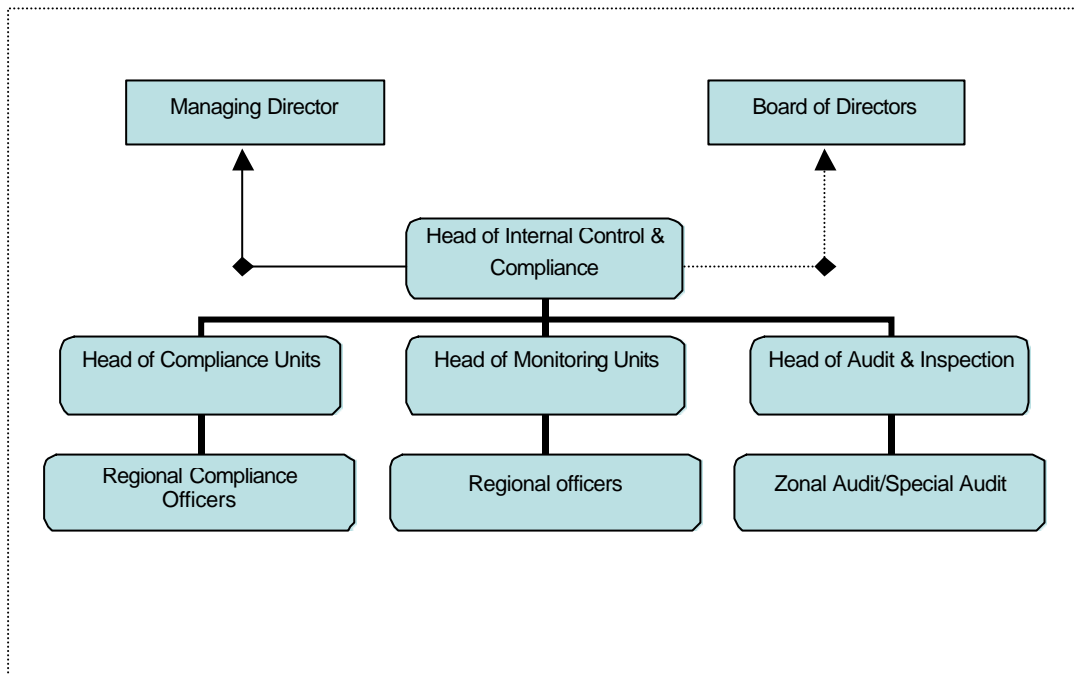 Managing Director
Board of Directors
Head of Internal Control &
Compliance
Head of Compliance Units
Head of Monitoring Units
Head of Audit & Inspection
Regional Compliance
Officers
Regional officers
Zonal Audit/Special Audit